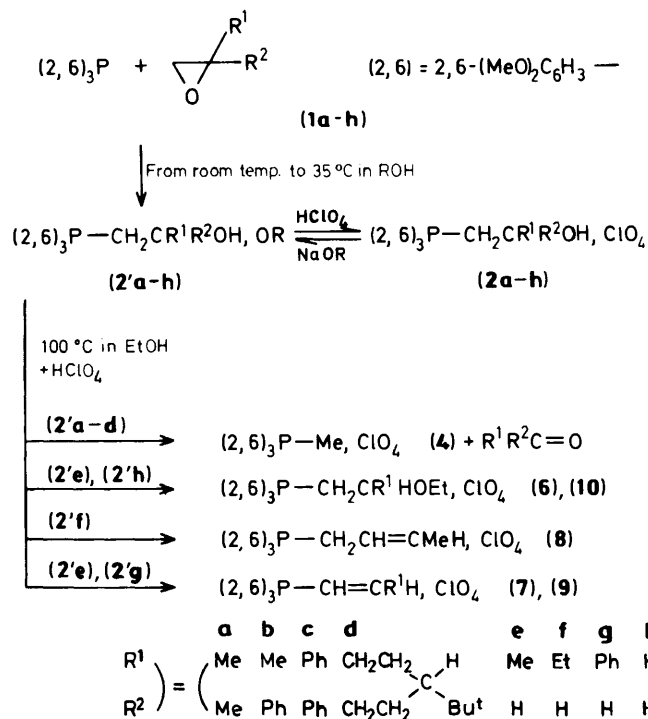 R¹
(2,6)₃P + R² (2,6) = 2,6-(MeO)₂C₆H₃ —
O
(1a-h)
From room temp. to 35 °C in ROH
(2,6)₃P—CH₂CR¹R²OH, OR HClO₄ NaOR (2,6)₃P—CH₂CR¹R²OH, ClO₄
(2'a-h) (2a-h)
100 °C in EtOH
+HClO₄
(2'a-d) (2,6)₃P—Me, ClO₄ (4) + R¹R²C=O
(2'e), (2'h) (2,6)₃P—CH₂CR¹HOEt, ClO₄ (6), (10)
(2'f) (2,6)₃P—CH₂CH=CMeH, ClO₄ (8)
(2'e), (2'g) (2,6)₃P—CH=CR¹H, ClO₄ (7), (9)
a b c d e f g
R¹ Me Me Ph CH₂CH₂ H Me Et Ph
) = ( C
R² Me Ph Ph CH₂CH₂ Buᵗ H H H